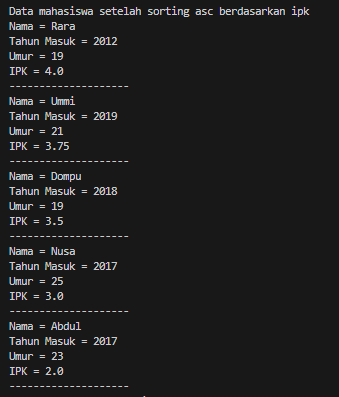 Data mahasiswa setelah sorting asc berdasarkan ipk
Nama = Rara
Tahun Masuk = 2012
Umur = 19
IPK = 4.0
--------------------
Nama = Ummi
Tahun Masuk = 2019
Umur = 21
IPK = 3.75
--------------------
Nama = Dompu
Tahun Masuk = 2018
Umur = 19
IPK = 3.5
--------------------
Nama = Nusa
Tahun Masuk = 2017
Umur = 25
IPK = 3.0
--------------------
Nama = Abdul
Tahun Masuk = 2017
Umur = 23
IPK = 2.0
--------------------